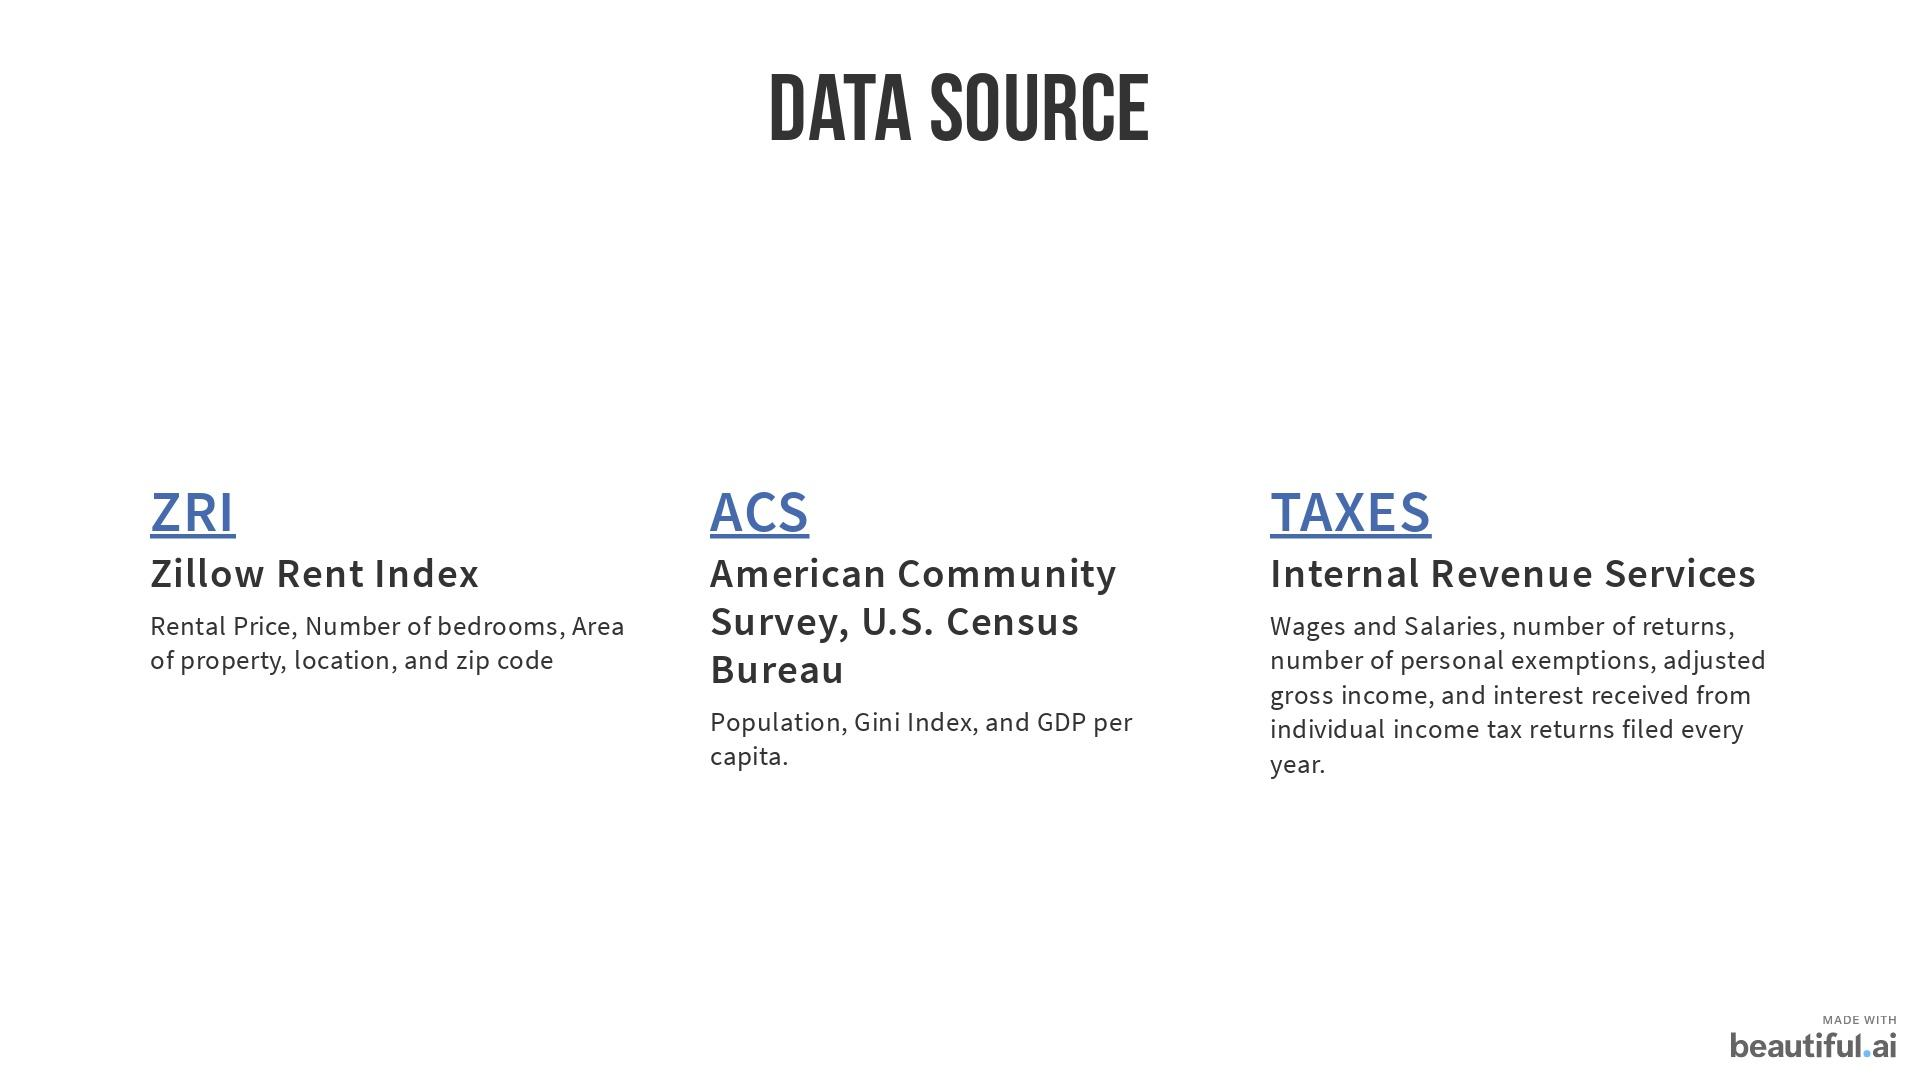 DATA SOURCE
ZRI
Zillow Rent Index
Rental Price, Number of bedrooms, Area
of property, location, and zip code
ACS
American Community
Survey, U.S. Census
Bureau
Population, Gini Index, and GDP per
capita.
TAXES
Internal Revenue Services
Wages and Salaries, number of returns,
number of personal exemptions, adjusted
gross income, and interest received from
individual income tax returns filed every
year.
MADE WITH
beautiful.ai